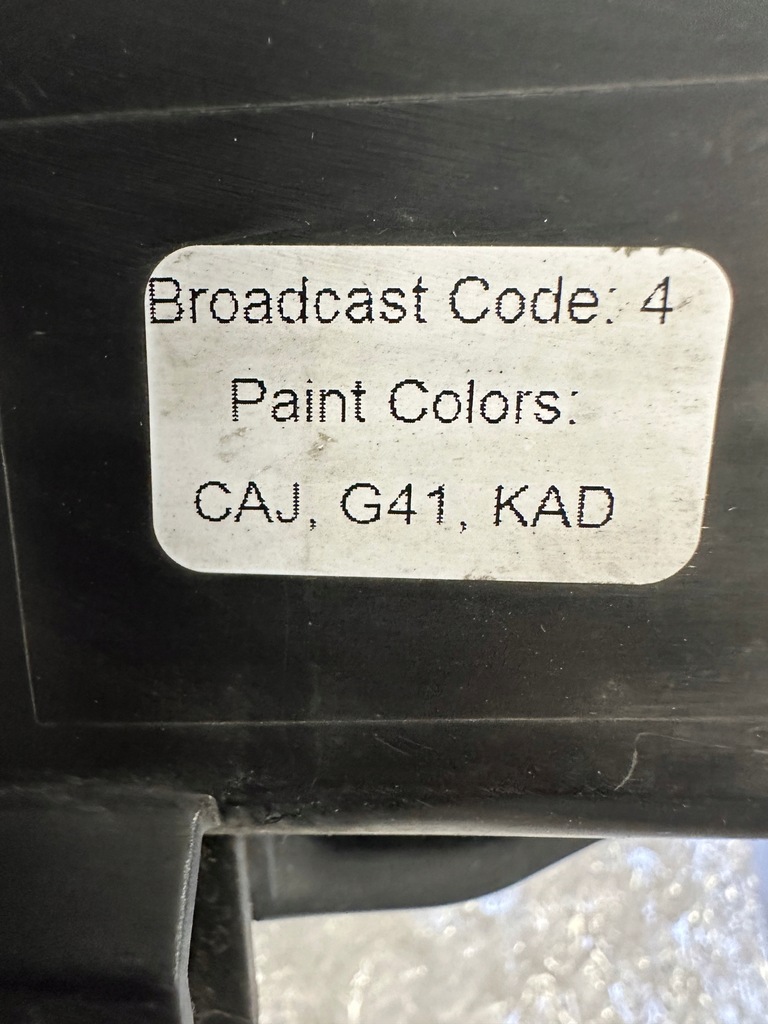 Broadcast Code: 4
Paint Colors:
CAJ, G41, KAD